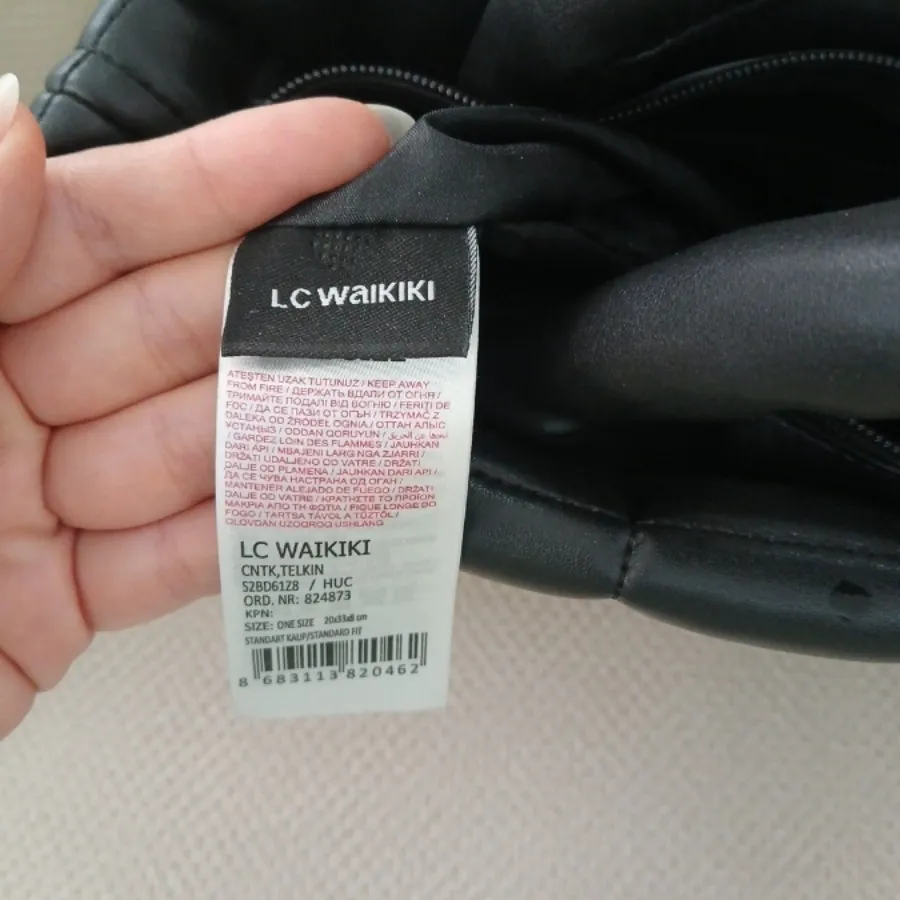 LC WAIKIKI
ATEŞTEN UZAK TUTUNUZ / KEEP AWAY
FROM FIRE / ДЕРЖАТЬ ВДАЛИ ОТ ОГНЯ /
ТРИМАЙТЕ ПОДАЛІ ВІД ВОГНЮ / FERIȚI DE
FOC / ДА СЕ ПАЗИ ОТ ОГЪН / TRZYMAĆ Z
DALEKA OD ŹRÓDEŁ OGNIA / ОТТАН АЛЫС
ҰСТАҢЫЗ / ODDAN QORUYUN /
/ GARDEZ LOIN DES FLAMMES / JAUHKAN
DARI API / MBAJENI LARG NGA ZJARRI /
DRŽATI UDALJENO OD VATRE / DRŽATI
DALJE OD PLAMENA / JAUHKAN DARI API /
ДА СЕ ЧУВА НАСТРАНА ОД ОГАН /
MANTENER ALEJADO DE FUEGO / DRŽATI
DALJE OD VATRE / ΚΡΑΤΗΣΤΕ ΤΟ ΠΡΟΪΟΝ
ΜΑΚΡΙΑ ΑΠΟ ΤΗ ΦΩΤΙΑ / FIQUE LONGE DO
FOGO / TARTSA TÁVOL A TŰZTŐL /
OLOVDAN UZOQROQ USHLANG
LC WAIKIKI
CNTK,TELKIN
S2BD61Z8 / HUC
ORD. NR: 824873
KPN:
SIZE: ONE SIZE 20x33x8 cm
STANDART KALIP/STANDARD FIT
8 683113 820462